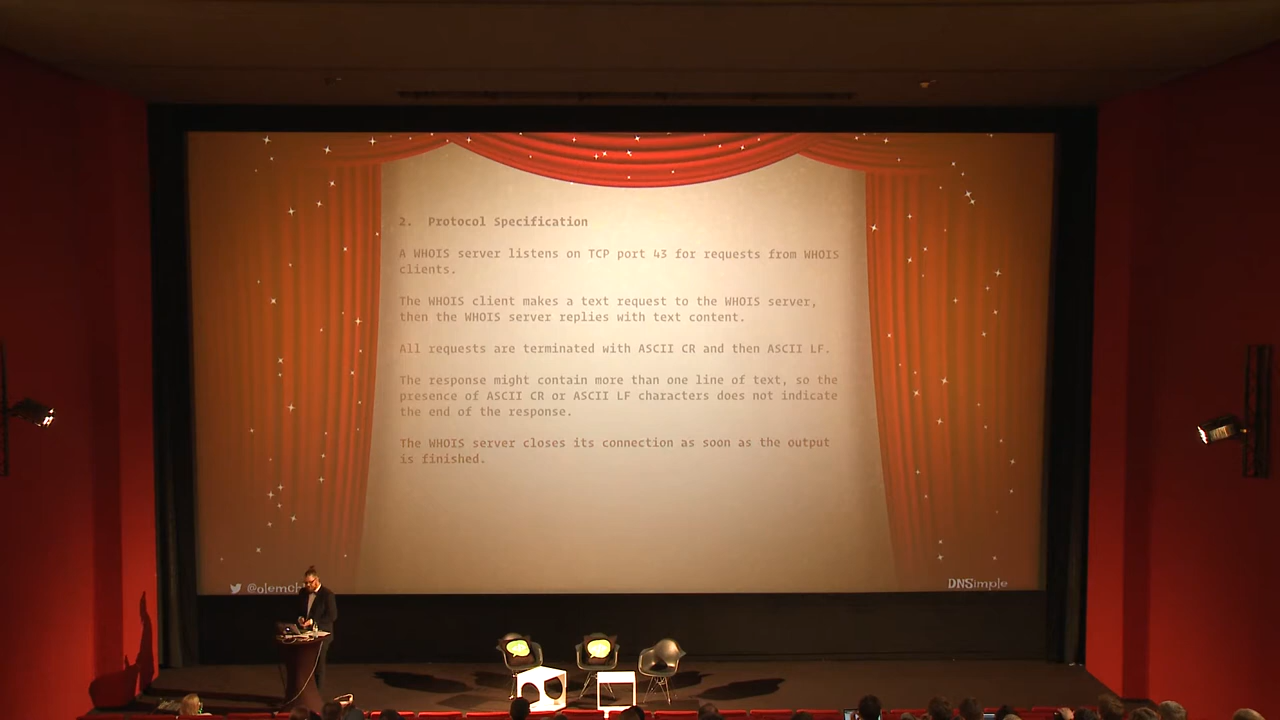 2.  Protocol Specification
A WHOIS server listens on TCP port 43 for requests from WHOIS
clients.
The WHOIS client makes a text request to the WHOIS server,
then the WHOIS server replies with text content.
All requests are terminated with ASCII CR and then ASCII LF.
The response might contain more than one line of text, so the
presence of ASCII CR or ASCII LF characters does not indicate
the end of the response.
The WHOIS server closes its connection as soon as the output
is finished.
DNSimple